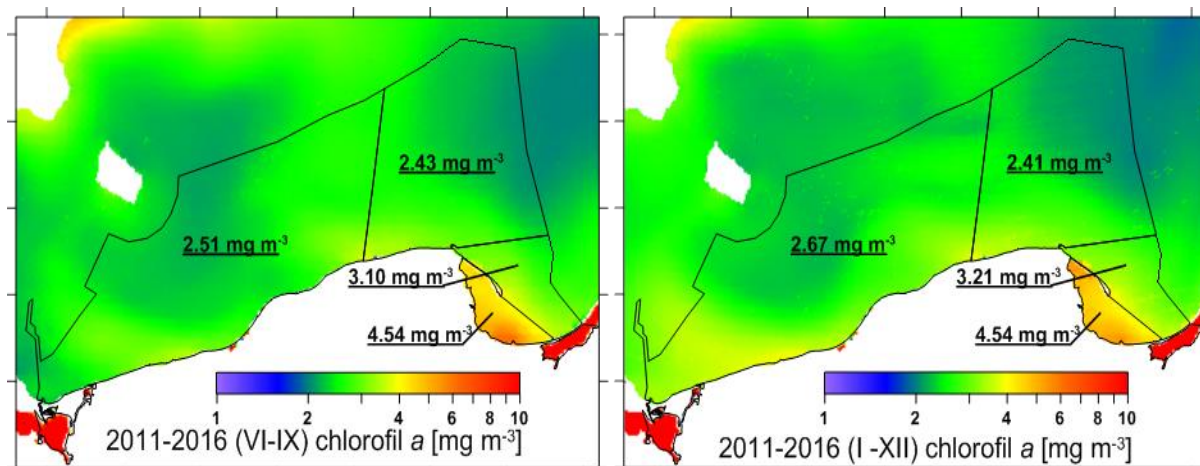 2.43 mg m⁻³
2.51 mg m⁻³
3.10 mg m⁻³
4.54 mg m⁻³
1 2 4 6 8 10
2011-2016 (VI-IX) chlorofil a [mg m⁻³]
2.41 mg m⁻³
2.67 mg m⁻³
3.21 mg m⁻³
4.54 mg m⁻³
1 2 4 6 8 10
2011-2016 (I -XII) chlorofil a [mg m⁻³]